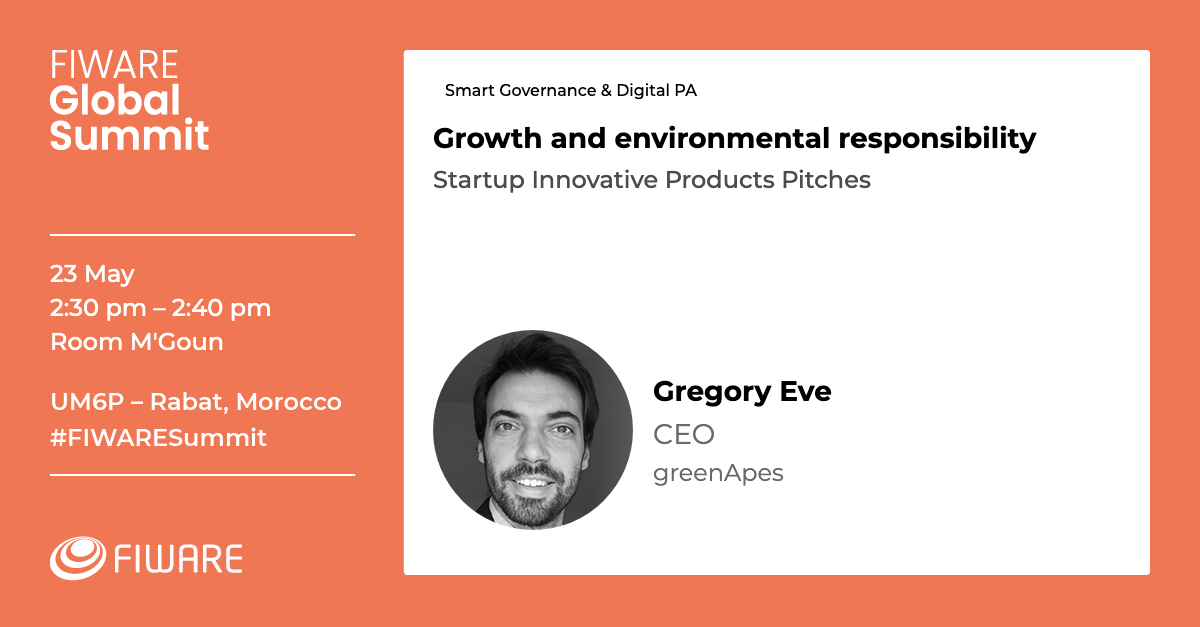 FIWARE
Global
Summit
23 May
2:30 pm – 2:40 pm
Room M'Goun
UM6P – Rabat, Morocco
#FIWARESummit
FIWARE
Smart Governance & Digital PA
Growth and environmental responsibility
Startup Innovative Products Pitches
Gregory Eve
CEO
greenApes